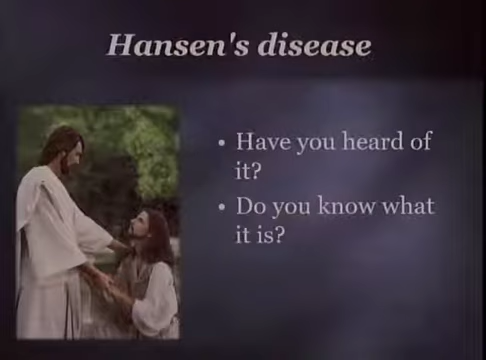 Hansen's disease
• Have you heard of
it?
• Do you know what
it is?